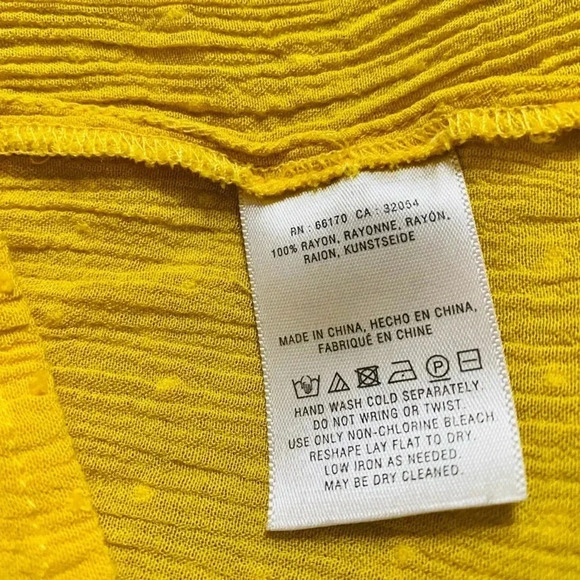 RN : 66170 CA : 32054
100% RAYON, RAYONNE, RAYÓN,
RAION, KUNSTSEIDE
MADE IN CHINA, HECHO EN CHINA,
FABRIQUÉ EN CHINE
P
HAND WASH COLD SEPARATELY.
DO NOT WRING OR TWIST.
USE ONLY NON-CHLORINE BLEACH
RESHAPE LAY FLAT TO DRY.
LOW IRON AS NEEDED.
MAY BE DRY CLEANED.